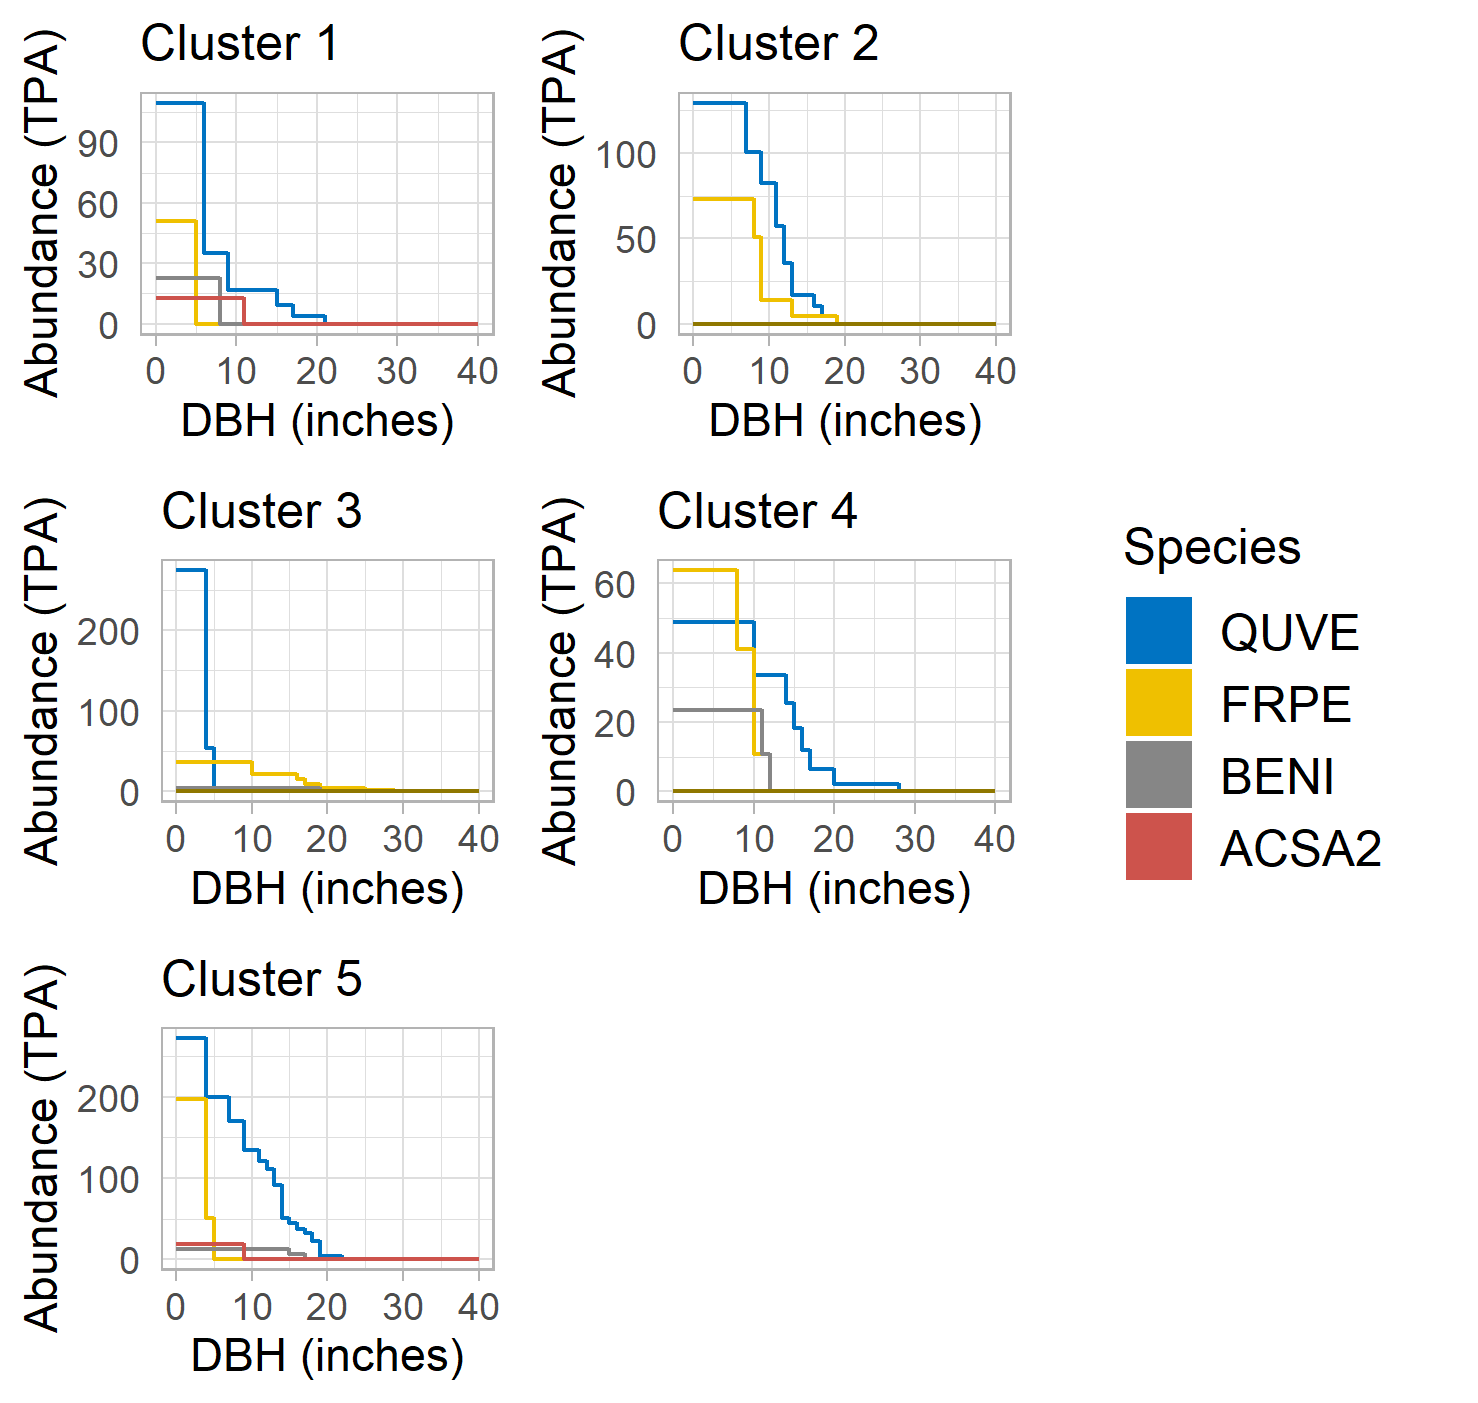 Cluster 1
Abundance (TPA)
90
60
30
0
0 10 20 30 40
DBH (inches)
Cluster 2
Abundance (TPA)
100
50
0
0 10 20 30 40
DBH (inches)
Cluster 3
Abundance (TPA)
200
100
0
0 10 20 30 40
DBH (inches)
Cluster 4
Abundance (TPA)
60
40
20
0
0 10 20 30 40
DBH (inches)
Species
QUVE
FRPE
BENI
ACSA2
Cluster 5
Abundance (TPA)
200
100
0
0 10 20 30 40
DBH (inches)